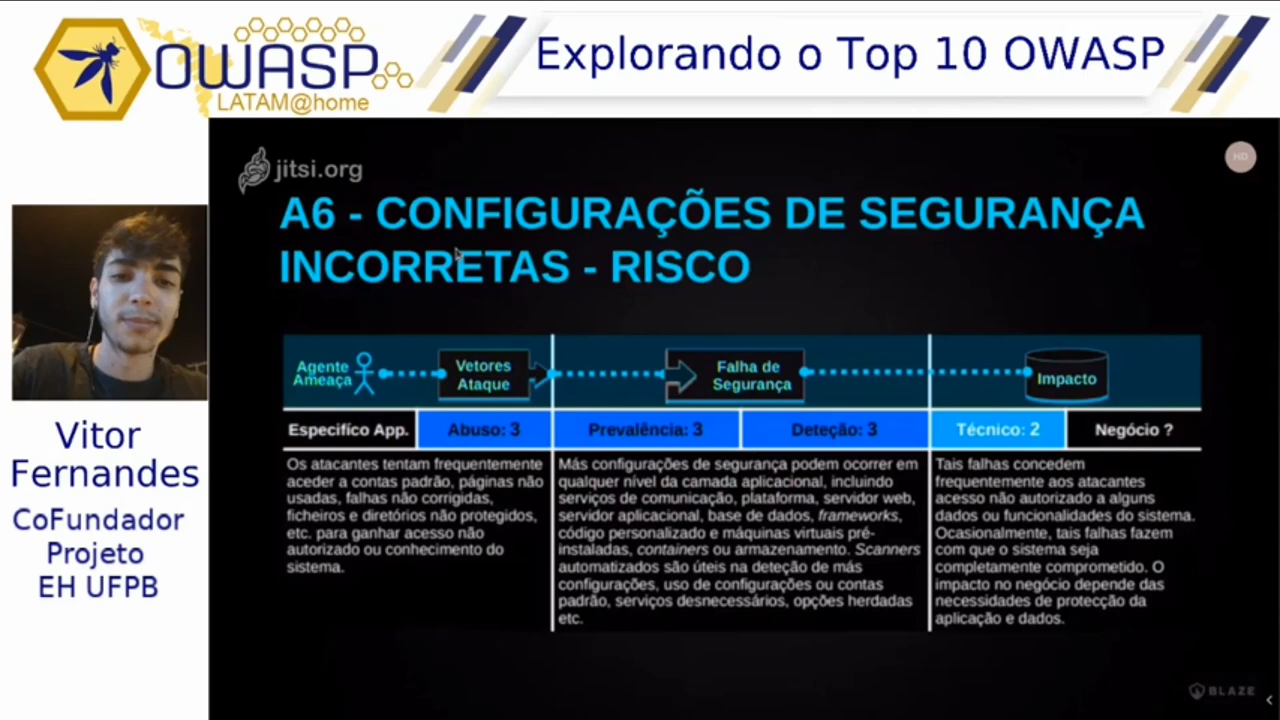 OWASP
LATAM@home
Explorando o Top 10 OWASP
jitsi.org
HD
A6 - CONFIGURAÇÕES DE SEGURANÇA
INCORRETAS - RISCO
Agente
Ameaça
Vetores
Ataque
Falha de
Segurança
Impacto
Especifíco App.
Abuso: 3
Prevalência: 3
Deteção: 3
Técnico: 2
Negócio ?
Os atacantes tentam frequentemente
aceder a contas padrão, páginas não
usadas, falhas não corrigidas,
ficheiros e diretórios não protegidos,
etc. para ganhar acesso não
autorizado ou conhecimento do
sistema.
Más configurações de segurança podem ocorrer em
qualquer nível da camada aplicacional, incluindo
serviços de comunicação, plataforma, servidor web,
servidor aplicacional, base de dados, frameworks,
código personalizado e máquinas virtuais pré-
instaladas, containers ou armazenamento. Scanners
automatizados são úteis na deteção de más
configurações, uso de configurações ou contas
padrão, serviços desnecessários, opções herdadas
etc.
Tais falhas concedem
frequentemente aos atacantes
acesso não autorizado a alguns
dados ou funcionalidades do sistema.
Ocasionalmente, tais falhas fazem
com que o sistema seja
completamente comprometido. O
impacto no negócio depende das
necessidades de protecção da
aplicação e dados.
Vitor
Fernandes
CoFundador
Projeto
EH UFPB
BLAZE